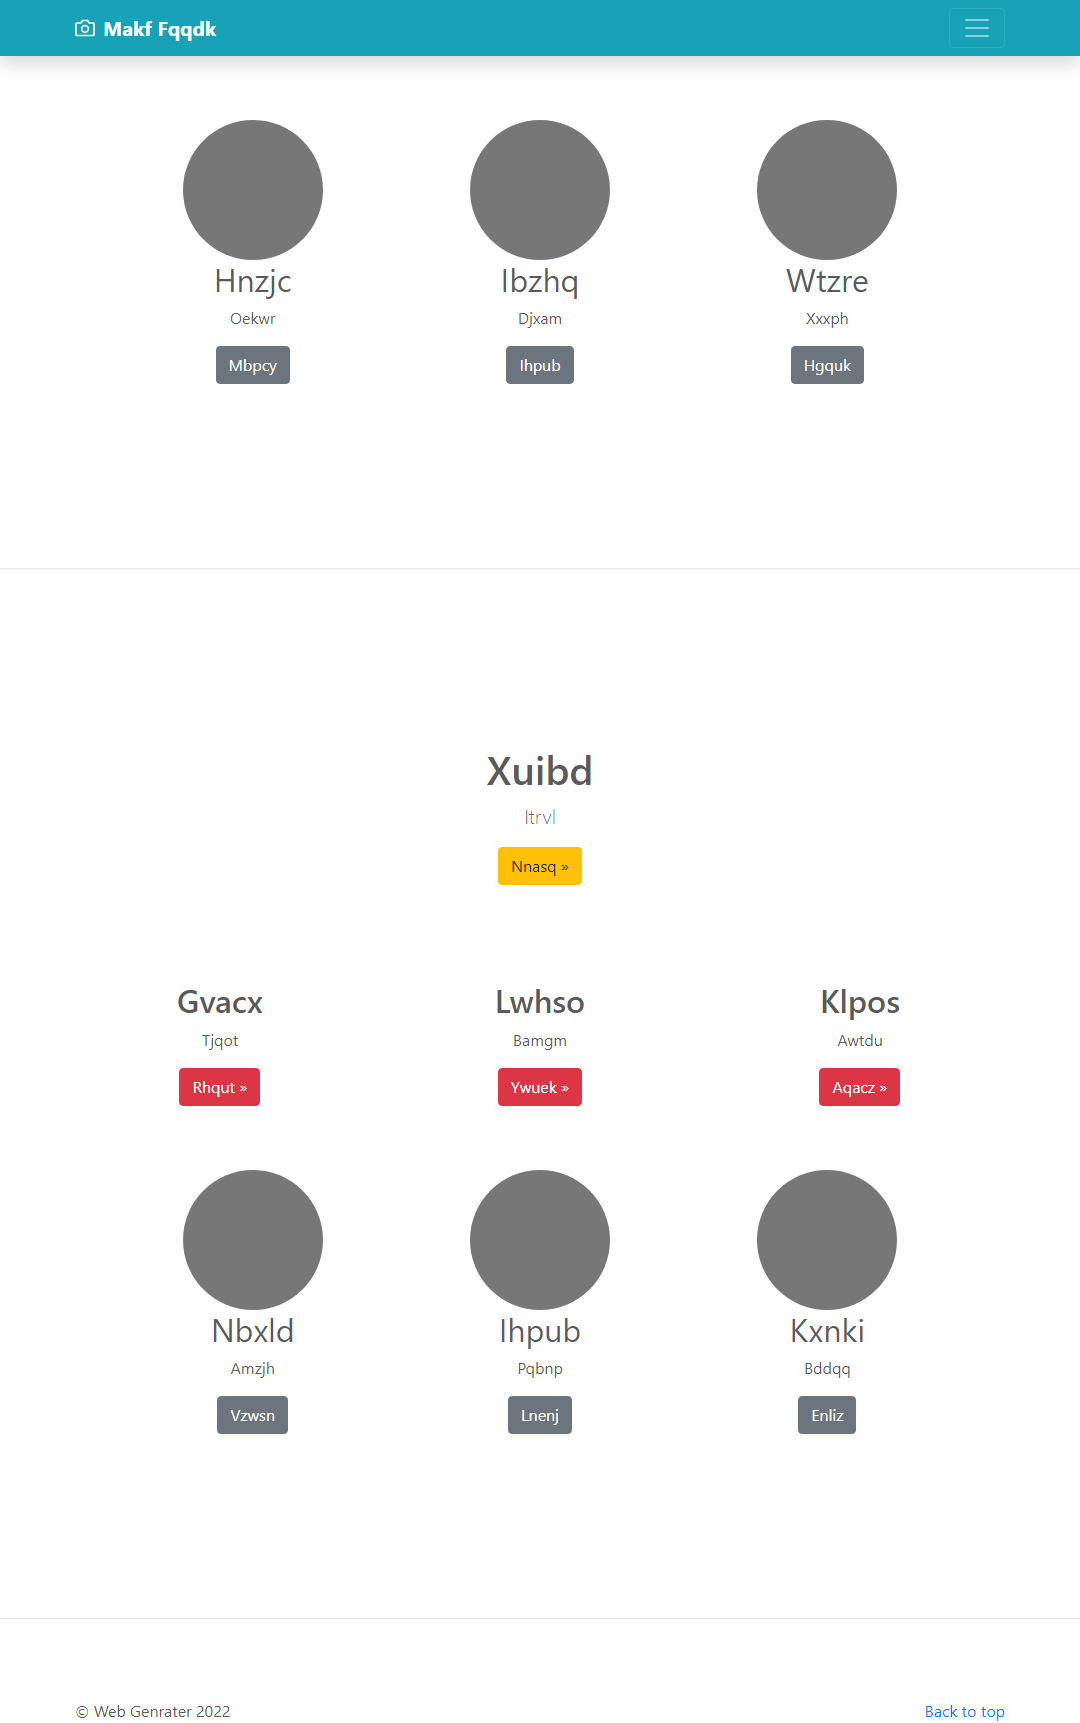 Makf Fqqdk
Hnzjc
Oekwr
Mbpcy
Ibzhq
Djxam
Ihpub
Wtzre
Xxxph
Hgquk
Xuibd
Itrvl
Nnasq »
Gvacx
Tjqot
Rhqut »
Lwhso
Bamgm
Ywuek »
Klpos
Awtdu
Aqacz »
Nbxld
Amzjh
Vzwsn
Ihpub
Pqbnp
Lnenj
Kxnki
Bddqq
Enliz
© Web Genrater 2022
Back to top